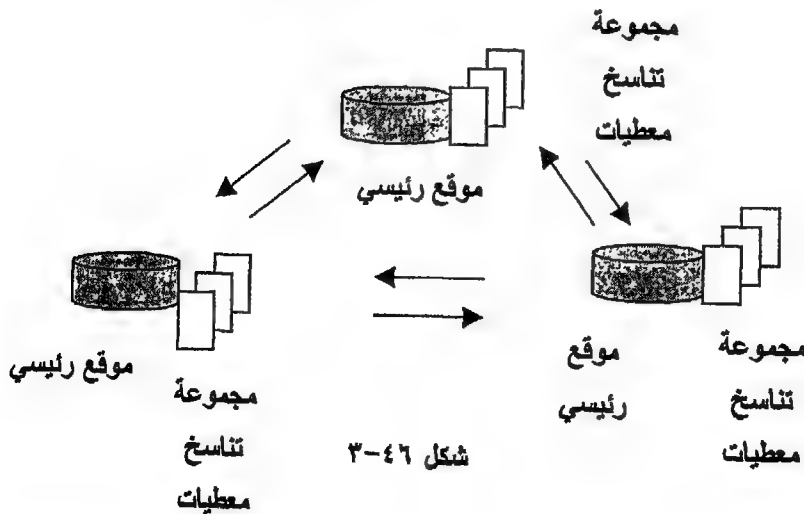 مجموعة
تناسخ
معطيات
موقع رئيسي
موقع رئيسي
مجموعة
تناسخ
معطيات
موقع
رئيسي
مجموعة
تناسخ
معطيات
شكل ٤٦-٣